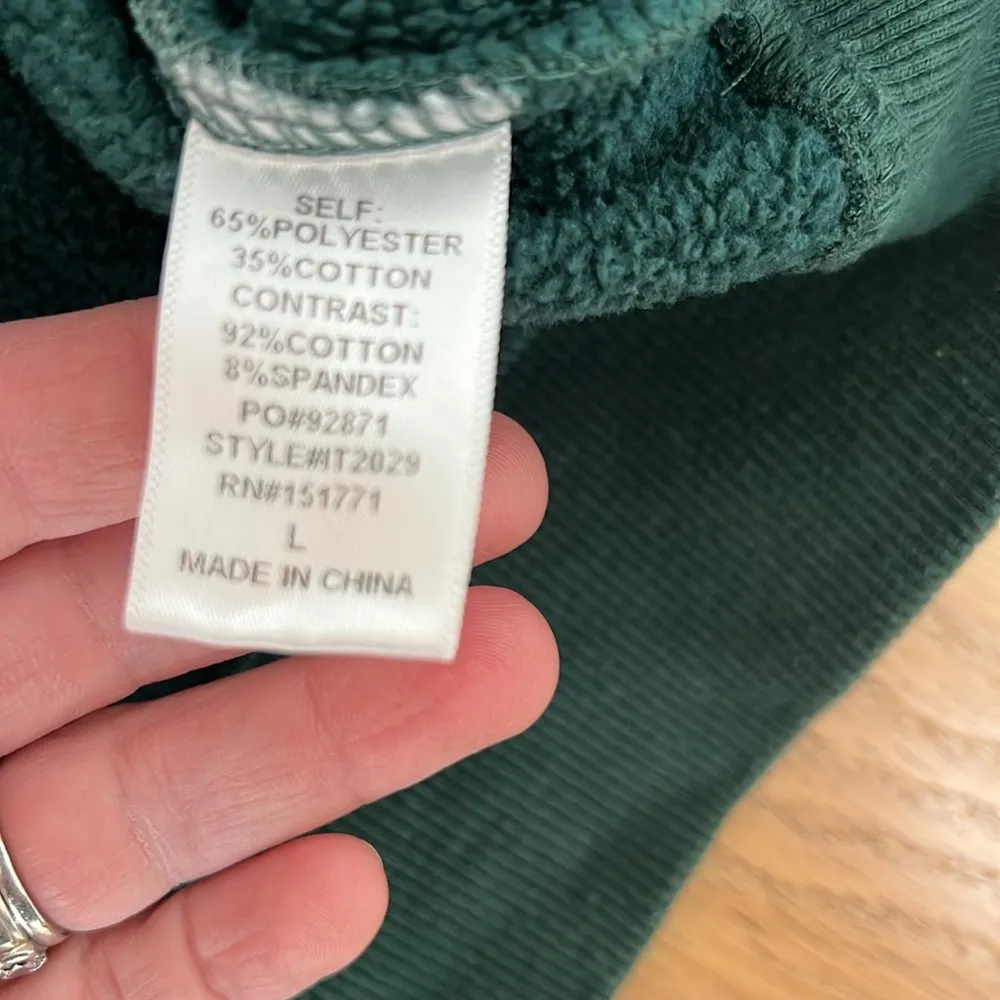 SELF:
65%POLYESTER
35%COTTON
CONTRAST:
92%COTTON
8%SPANDEX
PO#92871
STYLE#IT2029
RN#151771
L
MADE IN CHINA